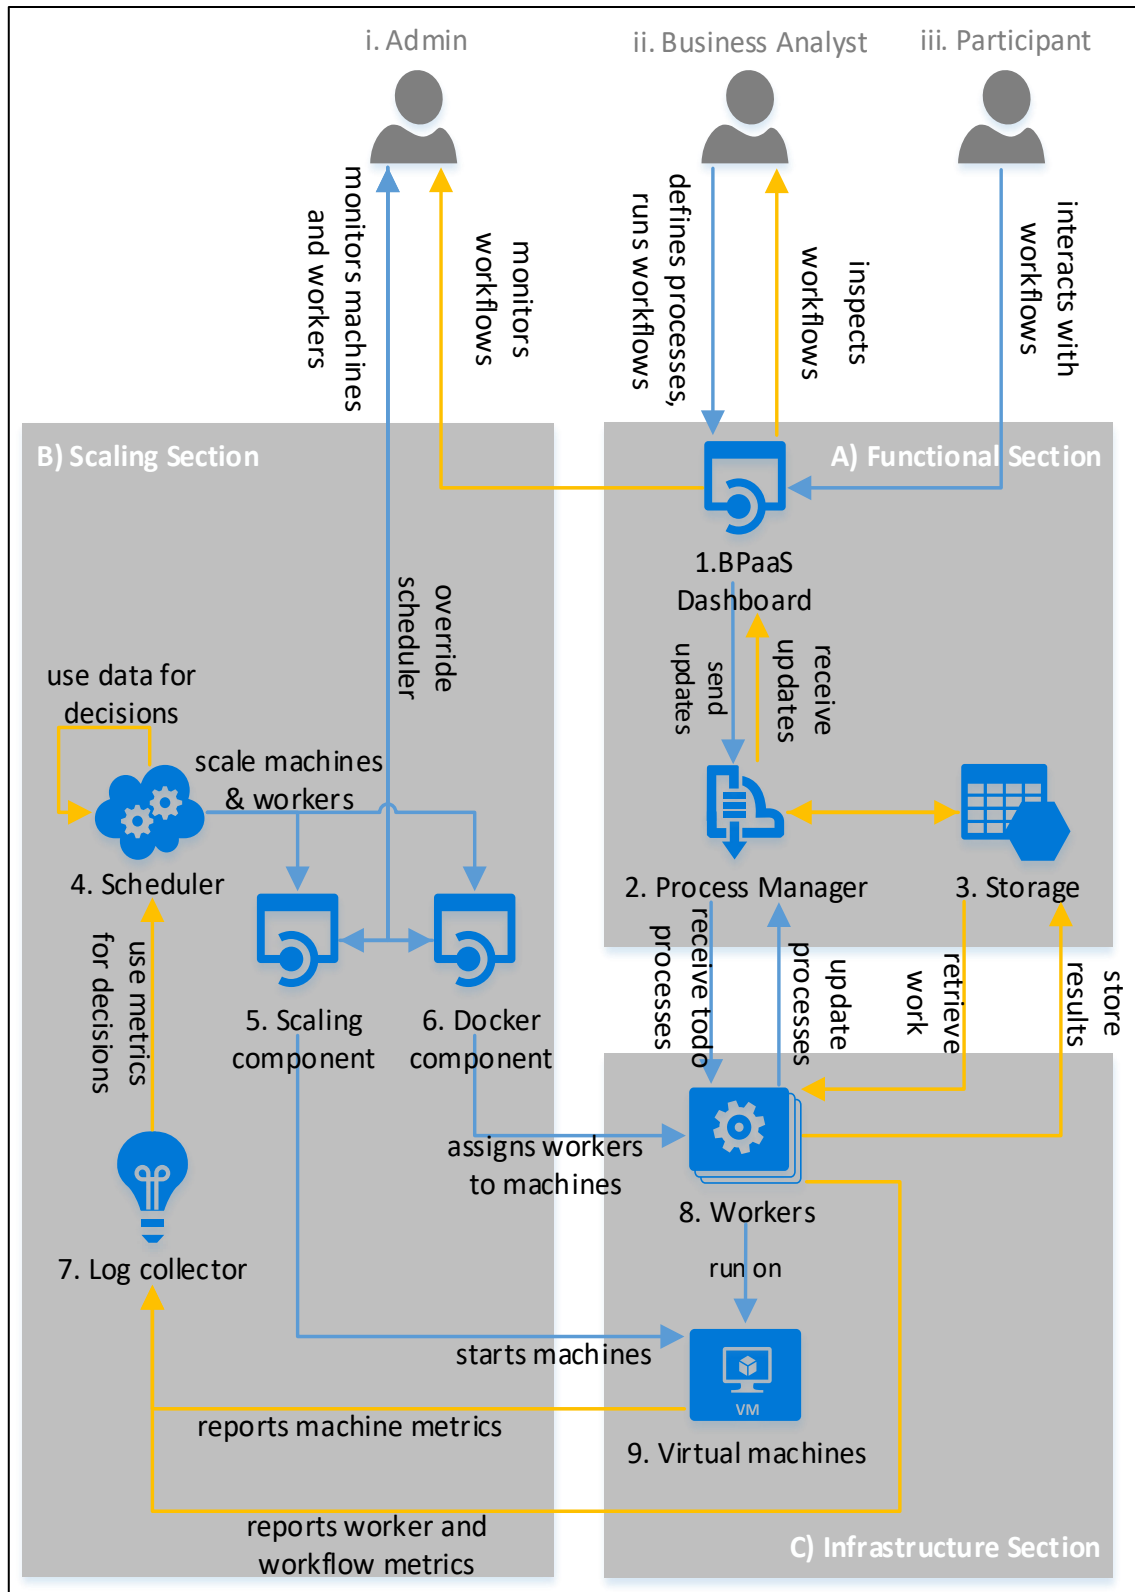 i. Admin
ii. Business Analyst
iii. Participant
monitors machines
and workers
monitors
workflows
defines processes,
runs workflows
inspects
workflows
interacts with
workflows
B) Scaling Section
A) Functional Section
1.BPaaS
Dashboard
override
scheduler
send
updates
receive
updates
use data for
decisions
scale machines
& workers
4. Scheduler
2. Process Manager
3. Storage
use metrics
for decisions
5. Scaling
component
6. Docker
component
receive todo
processes
update
processes
retrieve
work
store
results
assigns workers
to machines
8. Workers
7. Log collector
run on
starts machines
VM
reports machine metrics
9. Virtual machines
reports worker and
workflow metrics
C) Infrastructure Section